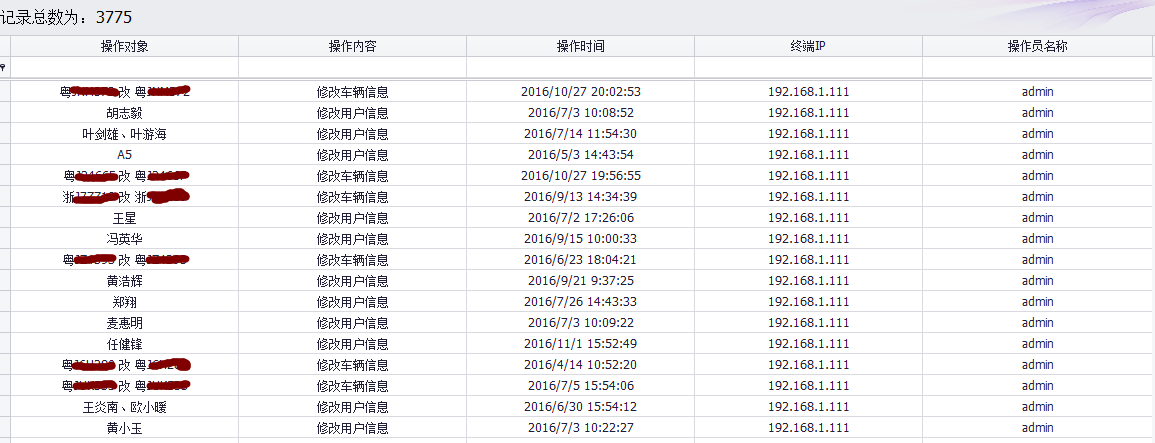 记录总数为：3775
操作对象 操作内容 操作时间 终端IP 操作员名称
粤 改 粤 修改车辆信息 2016/10/27 20:02:53 192.168.1.111 admin
胡志毅 修改用户信息 2016/7/3 10:08:52 192.168.1.111 admin
叶剑雄、叶游海 修改用户信息 2016/7/14 11:54:30 192.168.1.111 admin
A5 修改用户信息 2016/5/3 14:43:54 192.168.1.111 admin
粤 改 粤 修改车辆信息 2016/10/27 19:56:55 192.168.1.111 admin
浙 改 浙 修改车辆信息 2016/9/13 14:34:39 192.168.1.111 admin
王星 修改用户信息 2016/7/2 17:26:06 192.168.1.111 admin
冯英华 修改用户信息 2016/9/15 10:00:33 192.168.1.111 admin
粤 改 粤 修改车辆信息 2016/6/23 18:04:21 192.168.1.111 admin
黄浩辉 修改用户信息 2016/9/21 9:37:25 192.168.1.111 admin
郑翔 修改用户信息 2016/7/26 14:43:33 192.168.1.111 admin
麦惠明 修改用户信息 2016/7/3 10:09:22 192.168.1.111 admin
任健锋 修改用户信息 2016/11/1 15:52:49 192.168.1.111 admin
粤 改 粤 修改车辆信息 2016/4/14 10:52:20 192.168.1.111 admin
粤 改 粤 修改车辆信息 2016/7/5 15:54:06 192.168.1.111 admin
王炎南、欧小暖 修改用户信息 2016/6/30 15:54:12 192.168.1.111 admin
黄小玉 修改用户信息 2016/7/3 10:22:27 192.168.1.111 admin